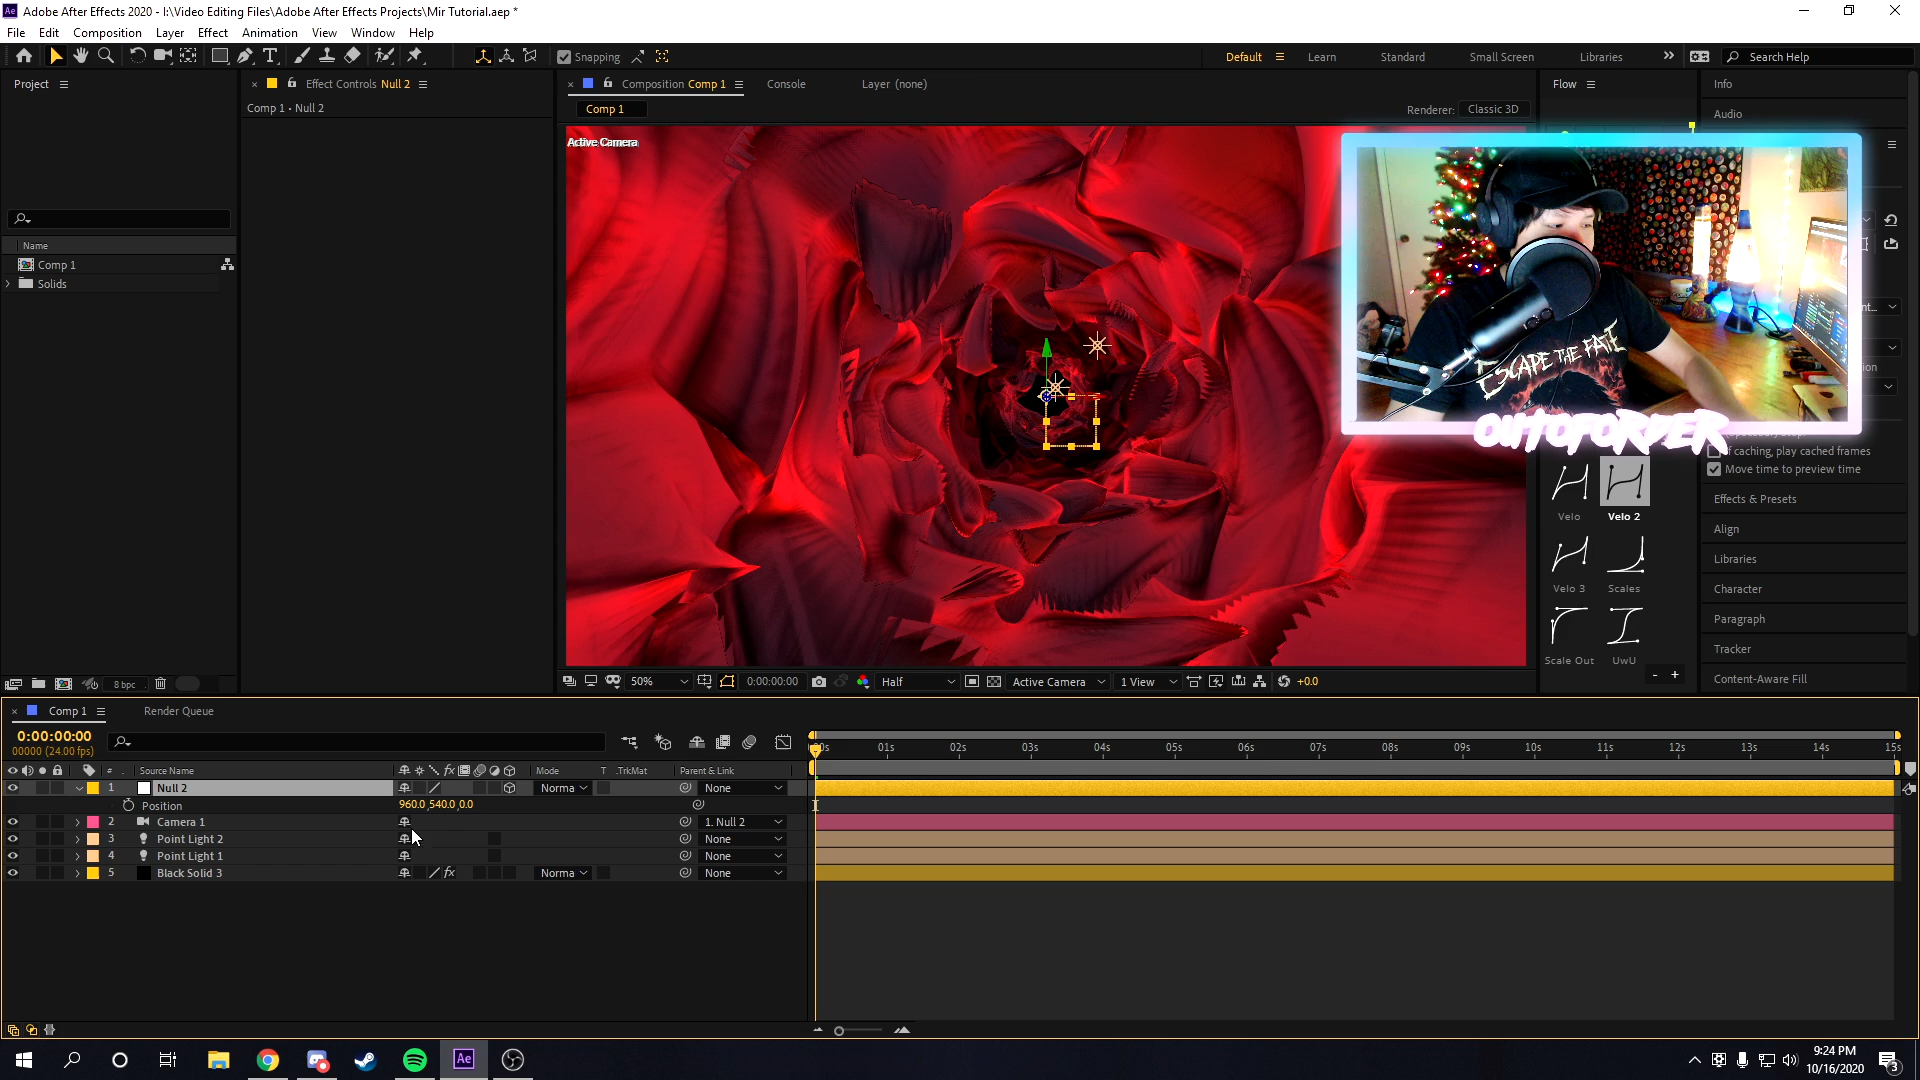 Adobe After Effects 2020 - I:\Video Editing Files\Adobe After Effects Projects\Mir Tutorial.aep *
File Edit Composition Layer Effect Animation View Window Help
Snapping
Default Learn Standard Small Screen Libraries Search Help
Project
Effect Controls Null 2
Composition Comp 1 Console Layer (none)
Flow
Info
Comp 1 • Null 2
Comp 1
Renderer: Classic 3D
Audio
Active Camera
ESCAPE THE FATE
OUTOFORDER
Name
Comp 1
Solids
If caching, play cached frames
Move time to preview time
Velo Velo 2
Velo 3 Scales
Scale Out UwU
Effects & Presets
Align
Libraries
Character
Paragraph
Tracker
Content-Aware Fill
8 bpc
50% 0:00:00:00 Half Active Camera 1 View +0.0
Comp 1 Render Queue
0:00:00:00
00000 (24.00 fps)
# Source Name Mode T .TrkMat Parent & Link
00s 01s 02s 03s 04s 05s 06s 07s 08s 09s 10s 11s 12s 13s 14s 15s
1 Null 2 Norma None
Position 960.0,540.0,0.0
2 Camera 1 1. Null 2
3 Point Light 2 None
4 Point Light 1 None
5 Black Solid 3 Norma None
9:24 PM
10/16/2020
3